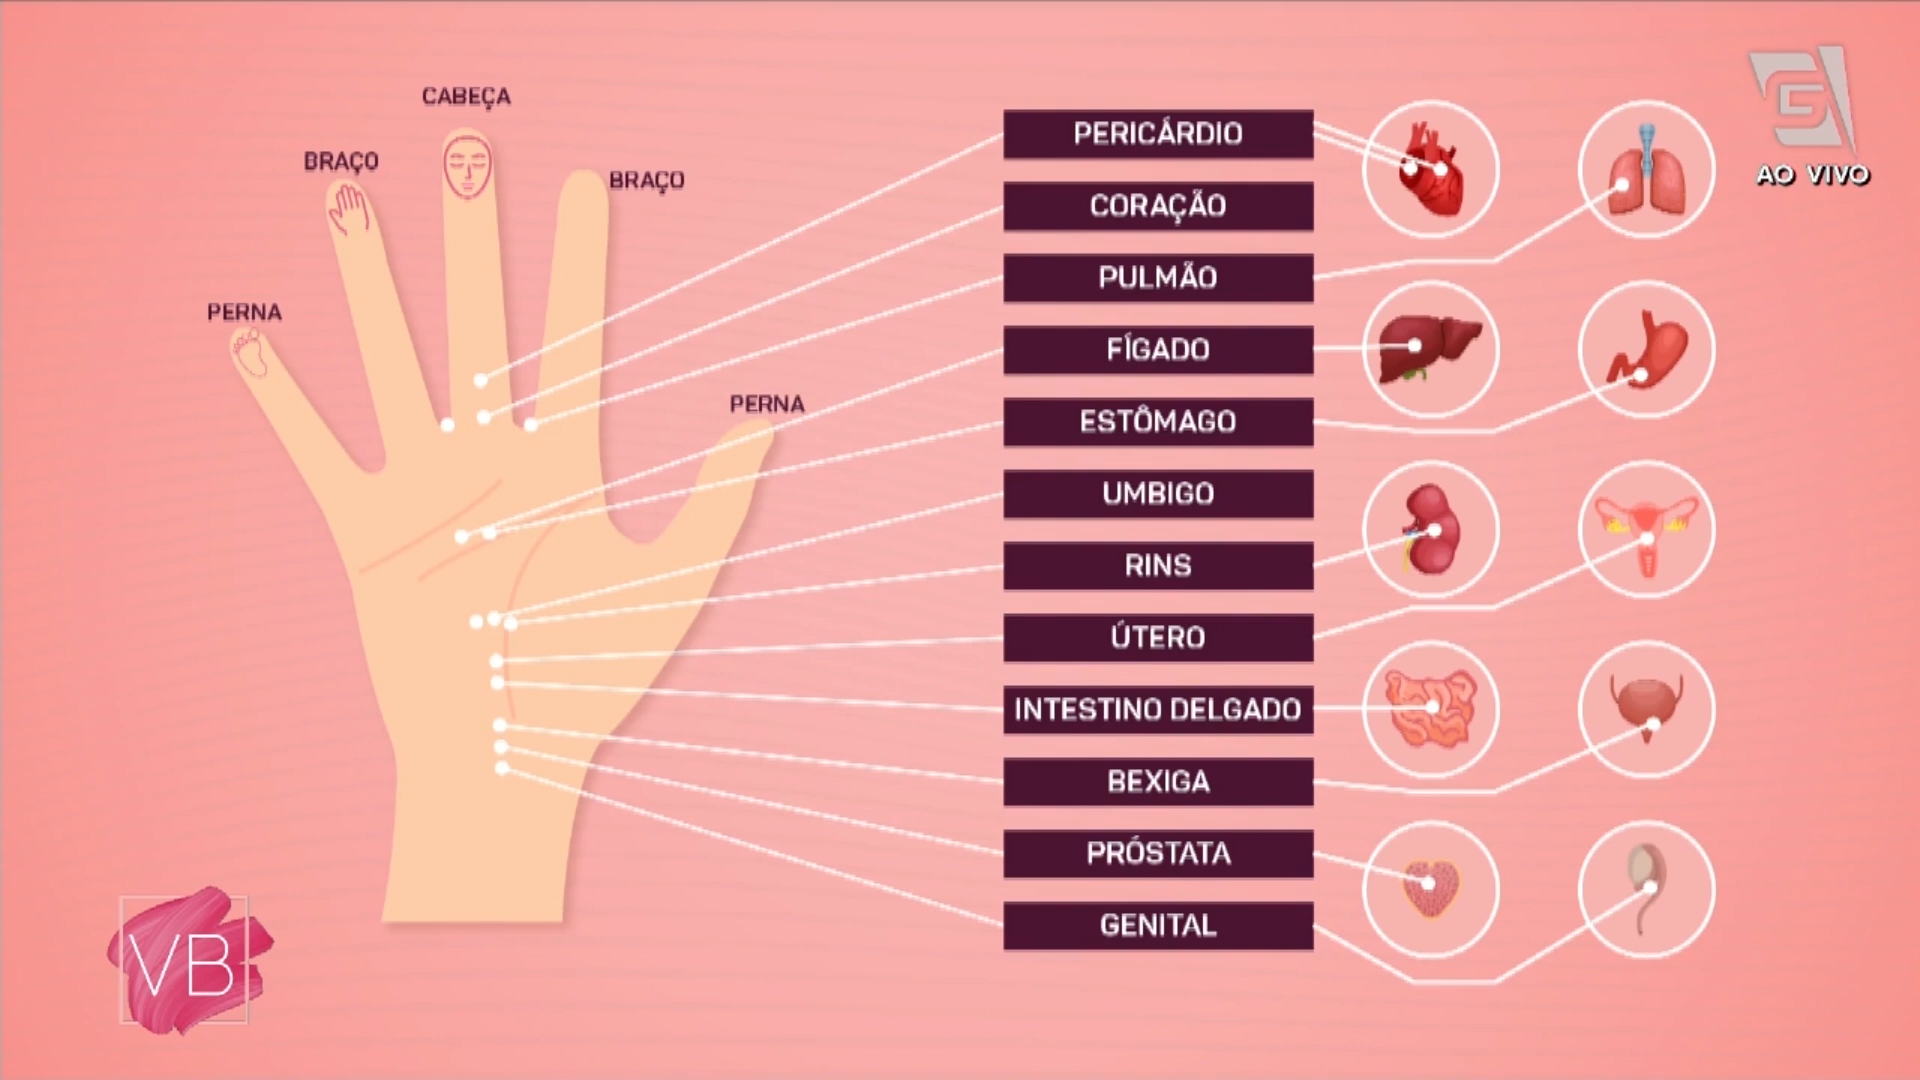 CABEÇA
BRAÇO
BRAÇO
PERNA
PERNA
PERICÁRDIO
CORAÇÃO
PULMÃO
FÍGADO
ESTÔMAGO
UMBIGO
RINS
ÚTERO
INTESTINO DELGADO
BEXIGA
PRÓSTATA
GENITAL
AO VIVO
VB